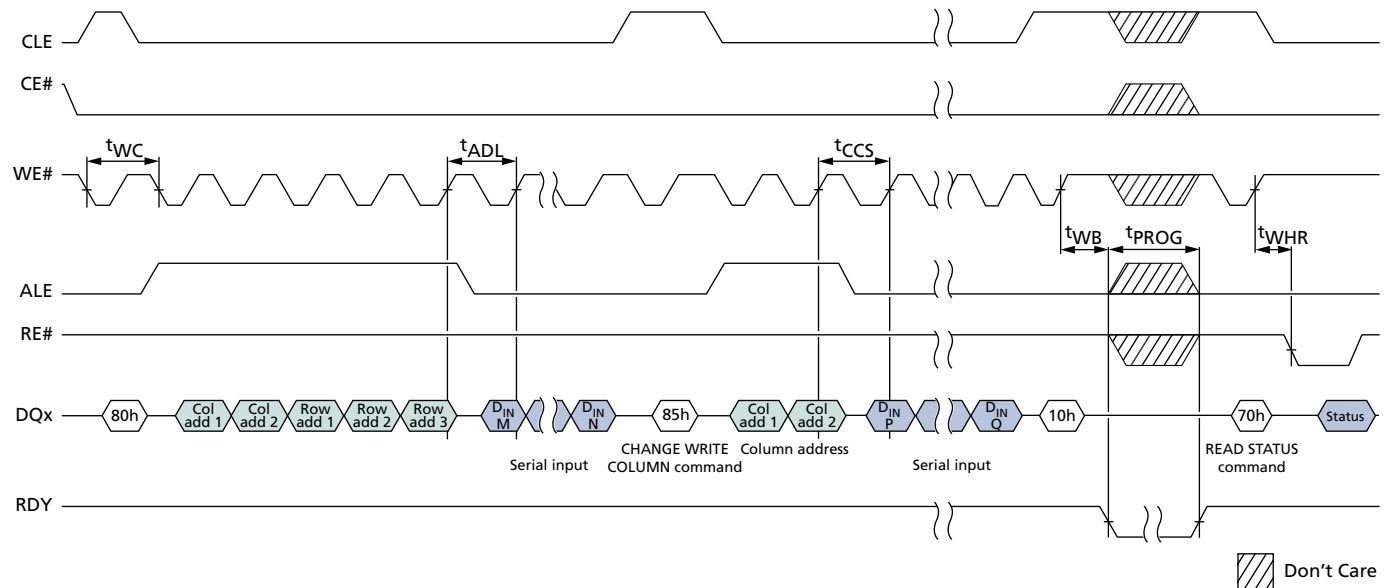 CLE
CE#
tWC
tADL
tCCS
WE#
tWB
tPROG
tWHR
ALE
RE#
DQx
80h
Col add 1
Col add 2
Row add 1
Row add 2
Row add 3
DIN M
DIN N
85h
Col add 1
Col add 2
DIN P
DIN Q
10h
70h
Status
Serial input
CHANGE WRITE
COLUMN command
Column address
Serial input
READ STATUS
command
RDY
Don't Care